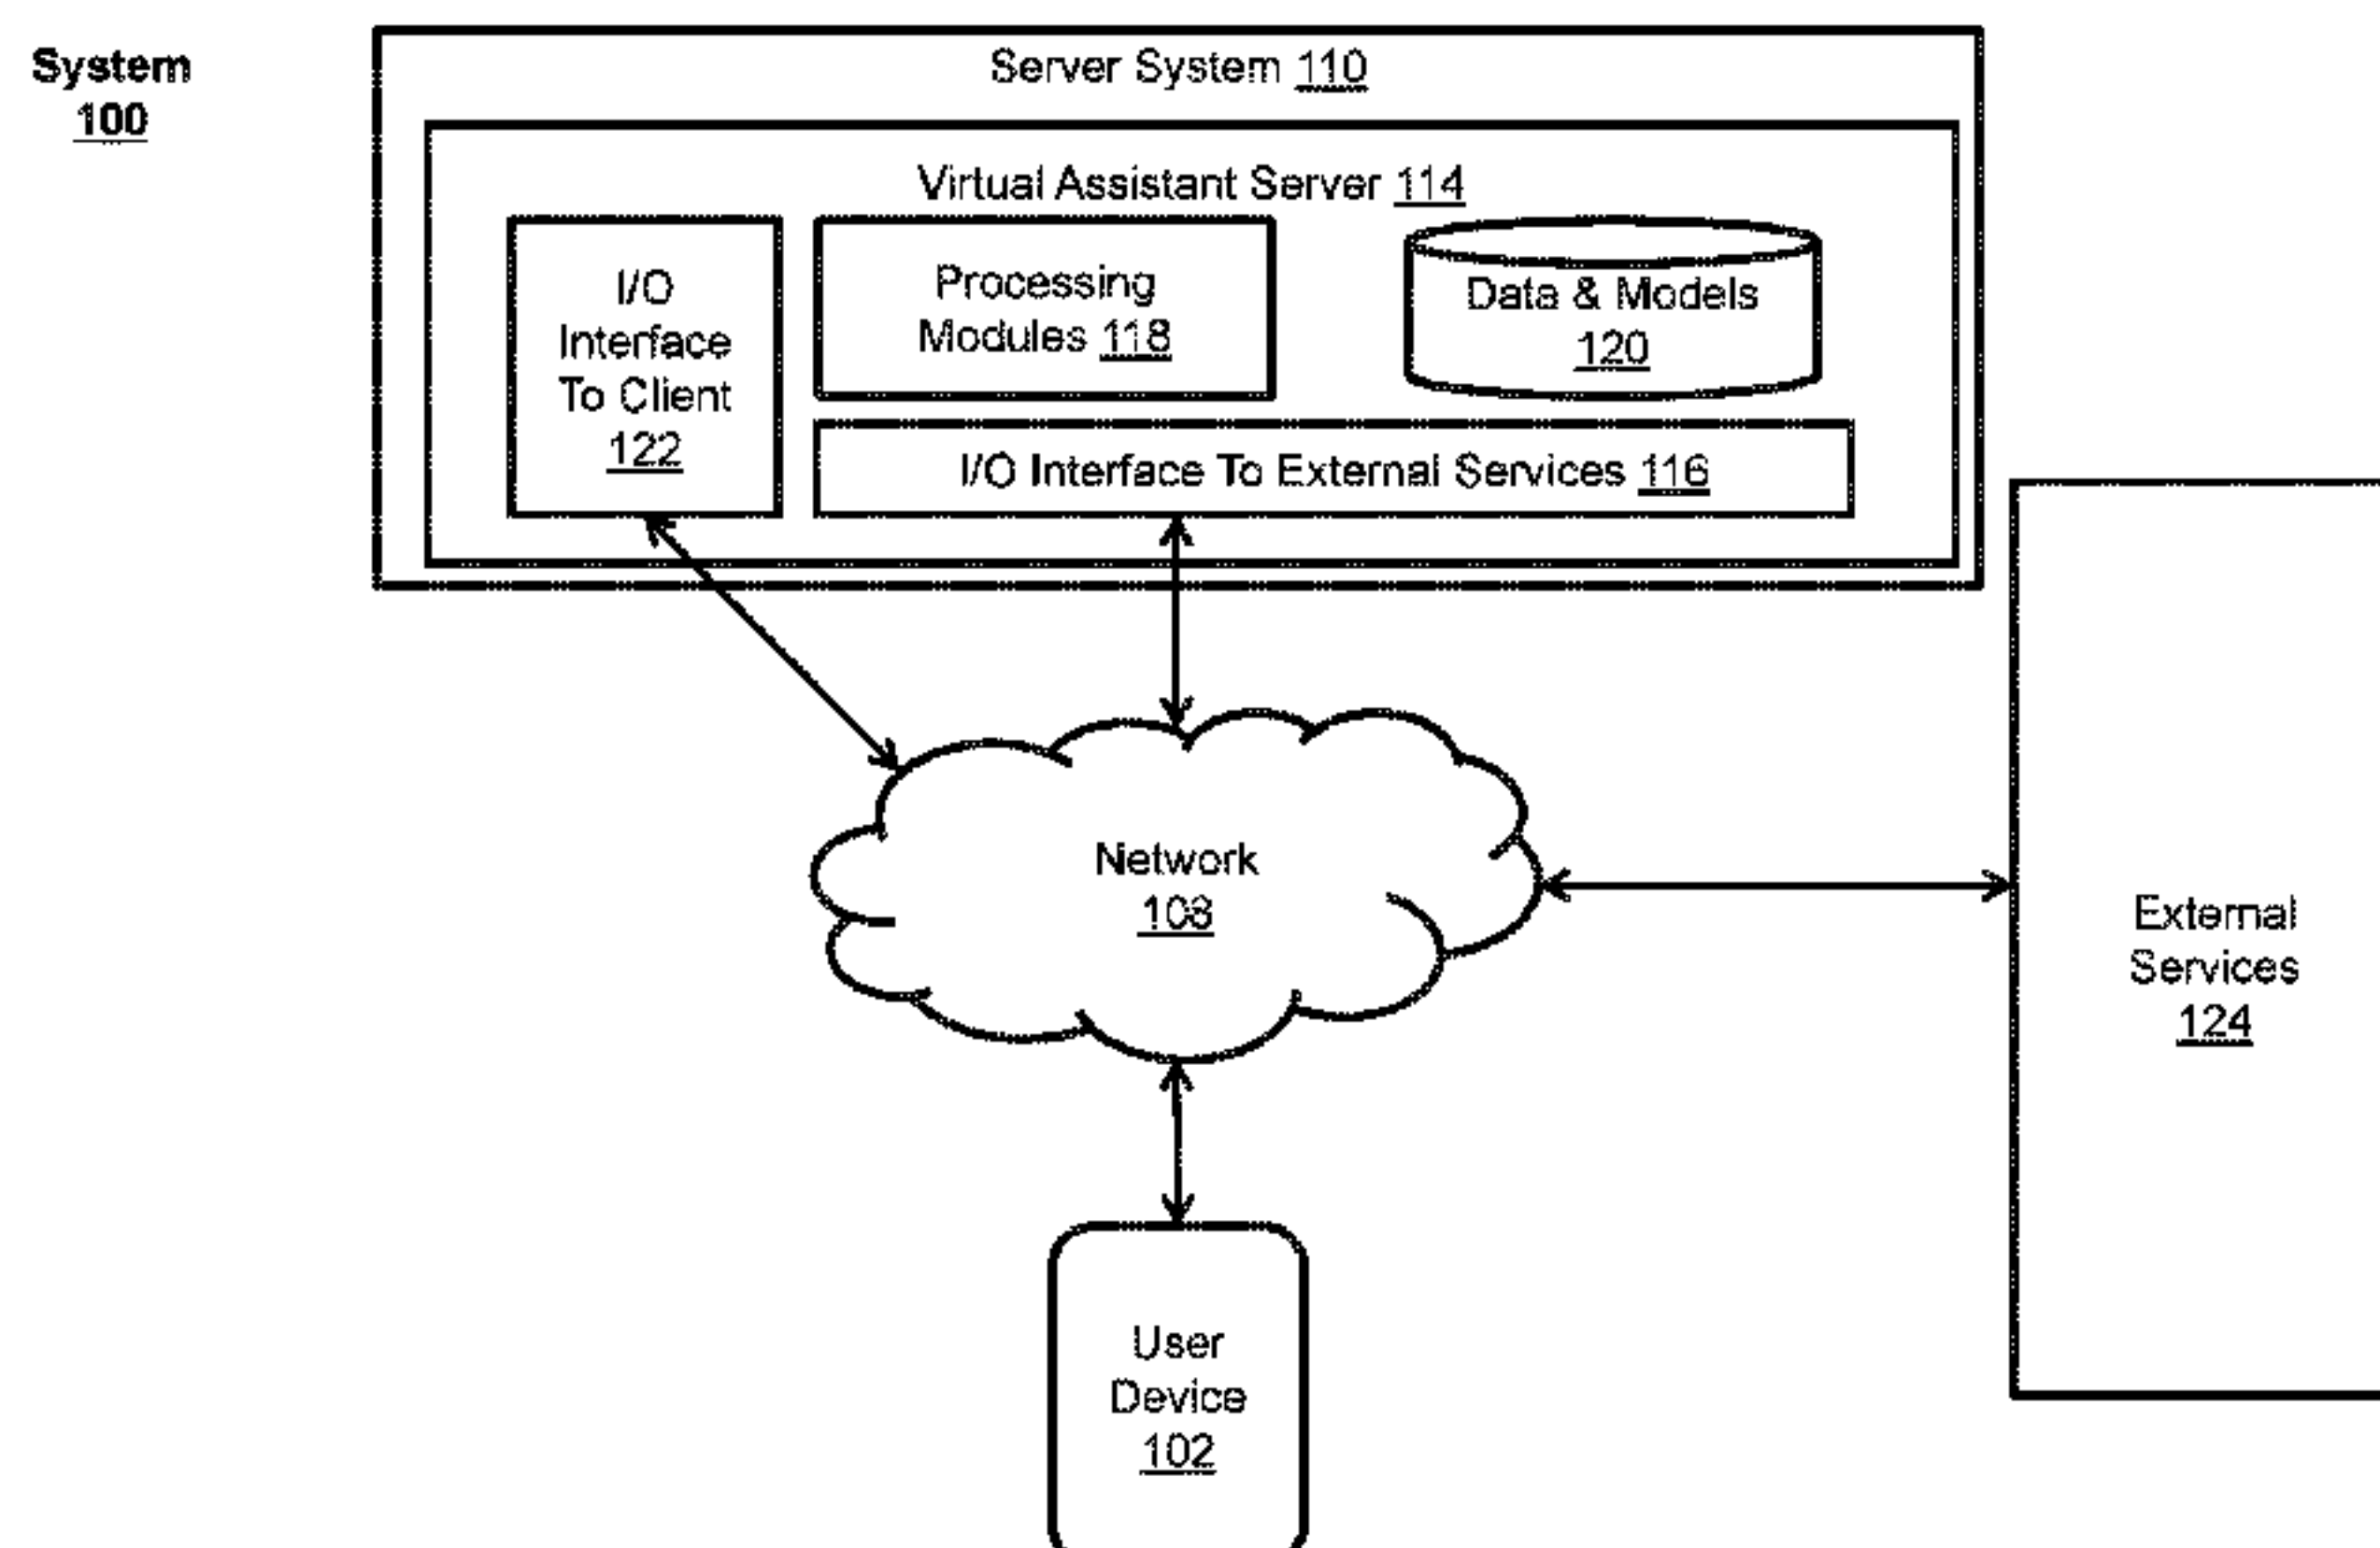 System
100
Server System 110
Virtual Assistant Server 114
I/O
Interface
To Client
122
Processing
Modules 118
Data & Models
120
I/O Interface To External Services 116
Network
108
External
Services
124
User
Device
102